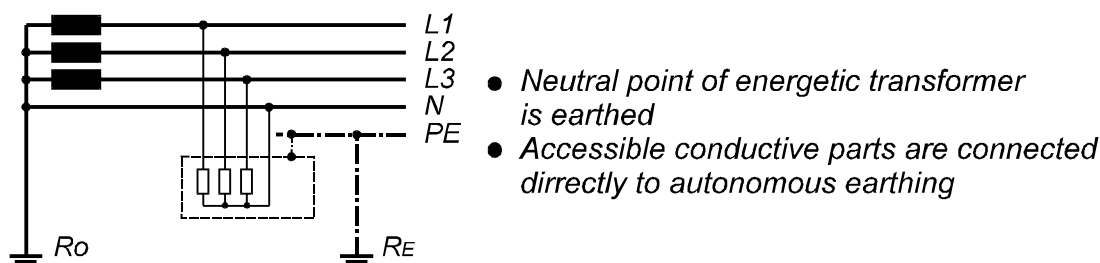 L1
L2
L3
N
PE
Ro
RE
● Neutral point of energetic transformer
is earthed
● Accessible conductive parts are connected
dirrectly to autonomous earthing